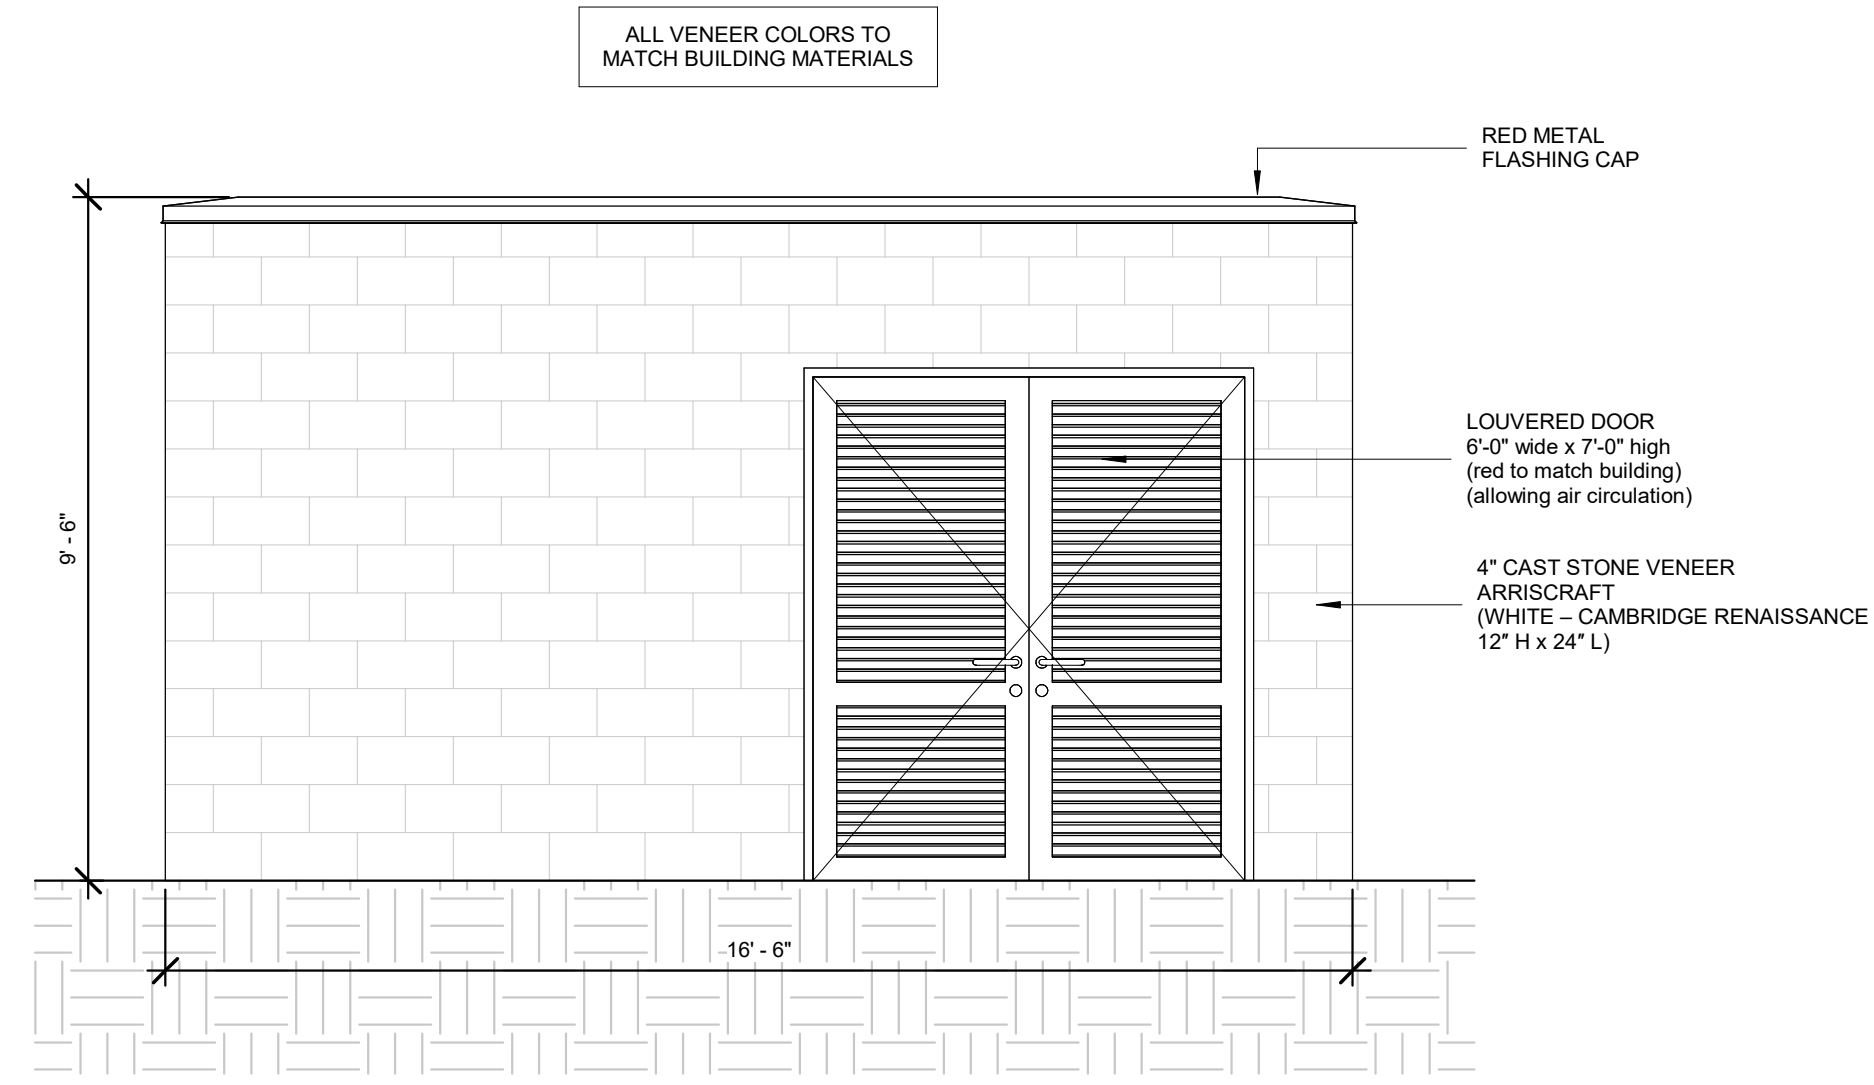 ALL VENEER COLORS TO
MATCH BUILDING MATERIALS
RED METAL
FLASHING CAP
LOUVERED DOOR
6'-0" wide x 7'-0" high
(red to match building)
(allowing air circulation)
9' - 6"
4" CAST STONE VENEER
ARRISCRAFT
(WHITE – CAMBRIDGE RENAISSANCE
12″ H x 24″ L)
16' - 6"